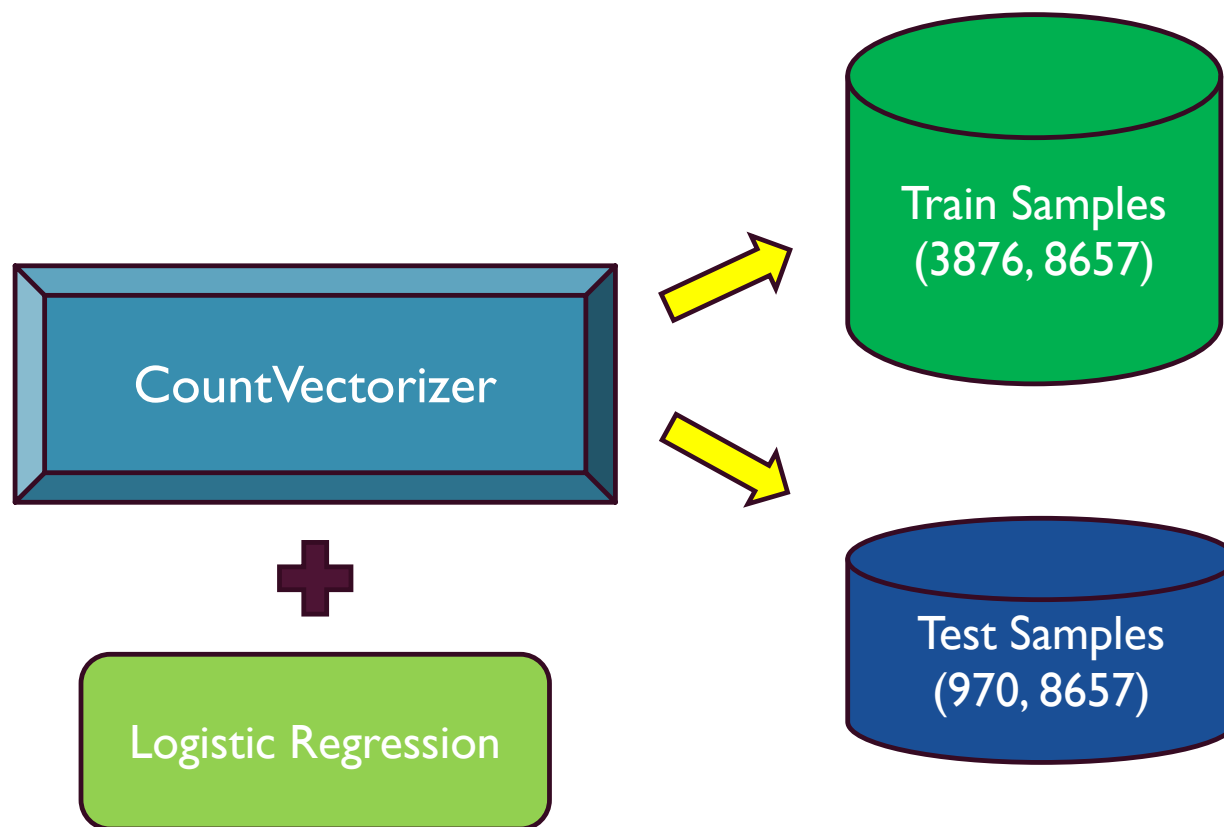 CountVectorizer
Logistic Regression
Train Samples
(3876, 8657)
Test Samples
(970, 8657)